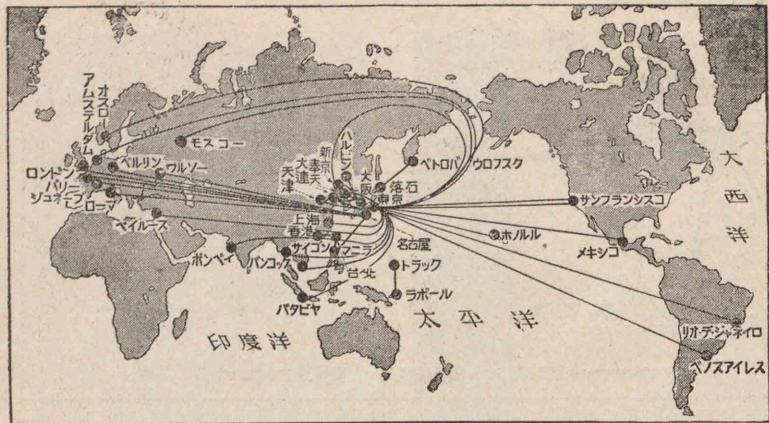 オスロー
アムステルダム
モスコー
ロンドン
ベルリン
ワルソー
パリー
ジュネーブ
ローマ
ベイルース
ハルビン
新京
奉天
大連
天津
大阪
東京
落石
ペトロパウロフスク
上海
香港
サイゴン
マニラ
台北
名古屋
ボンベイ
バンコック
バタビヤ
トラック
ラボール
ホノルル
サンフランシスコ
メキシコ
リオ・デ・ジャネイロ
ベノスアイレス
印度洋
太平洋
大西洋